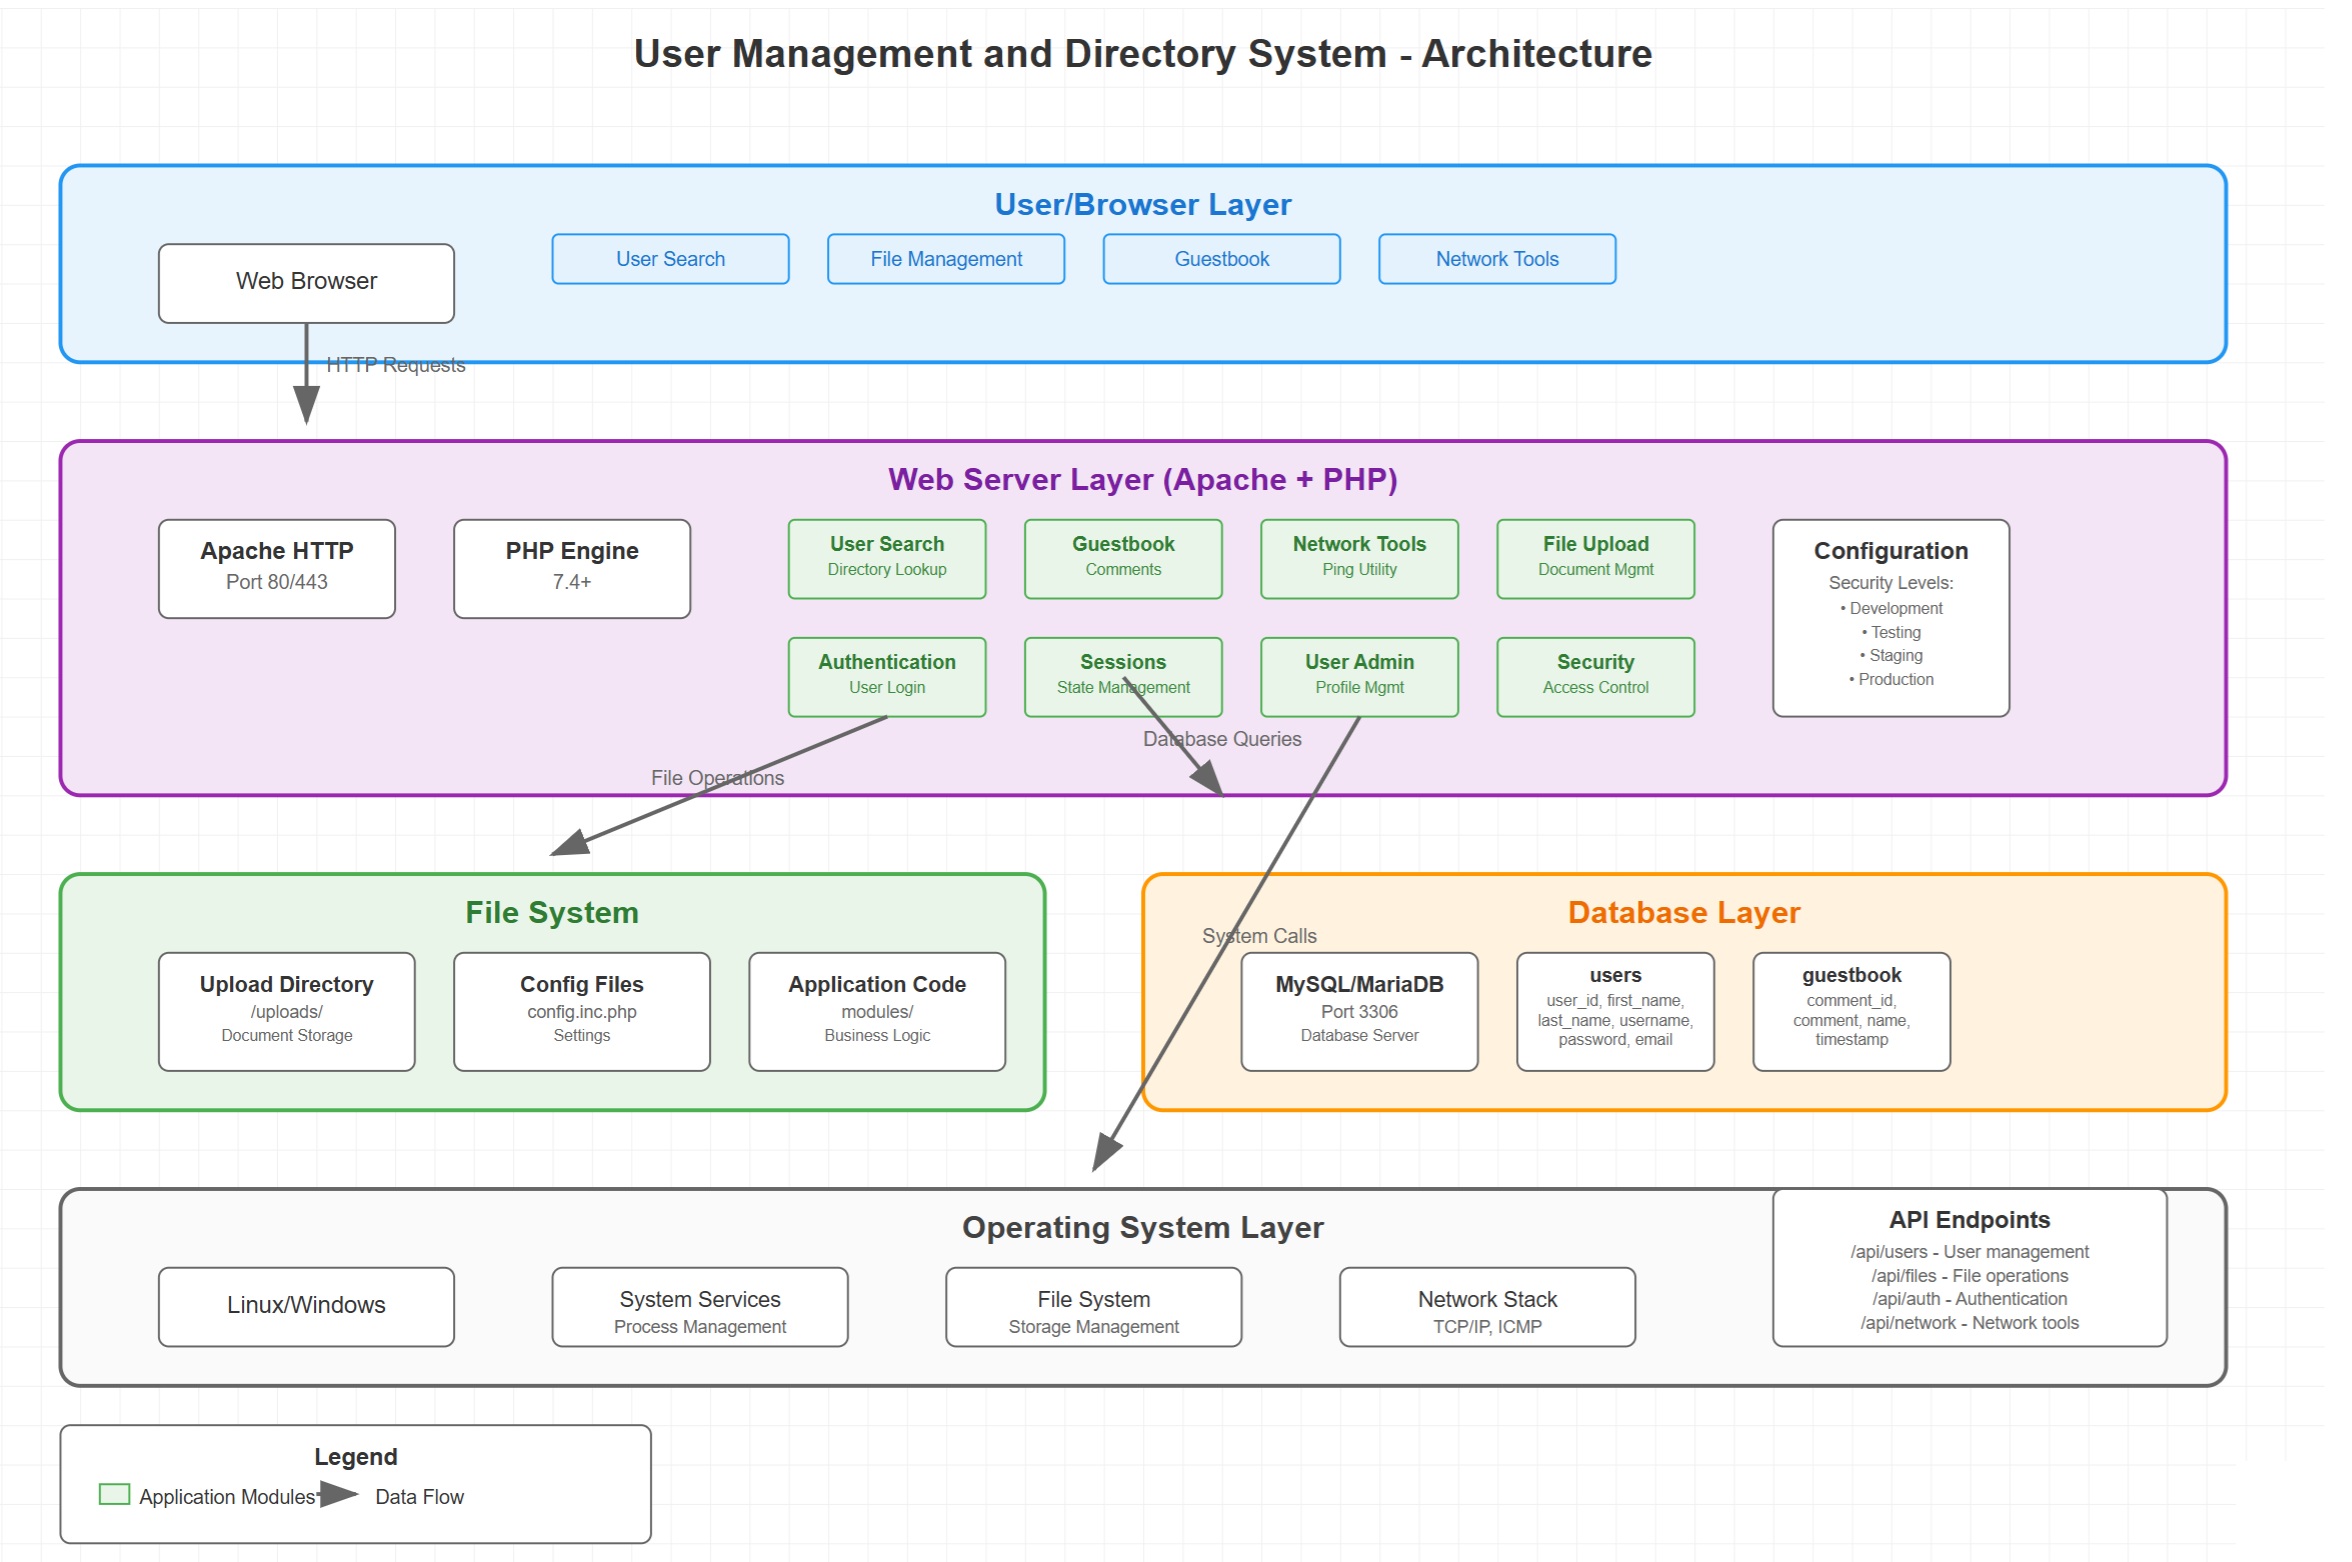 User Management and Directory System - Architecture
User/Browser Layer
Web Browser
User Search
File Management
Guestbook
Network Tools
HTTP Requests
Web Server Layer (Apache + PHP)
Apache HTTP
Port 80/443
PHP Engine
7.4+
User Search
Directory Lookup
Guestbook
Comments
Network Tools
Ping Utility
File Upload
Document Mgmt
Authentication
User Login
Sessions
State Management
User Admin
Profile Mgmt
Security
Access Control
Configuration
Security Levels:
• Development
• Testing
• Staging
• Production
File Operations
Database Queries
File System
Upload Directory
/uploads/
Document Storage
Config Files
config.inc.php
Settings
Application Code
modules/
Business Logic
Database Layer
System Calls
MySQL/MariaDB
Port 3306
Database Server
users
user_id, first_name,
last_name, username,
password, email
guestbook
comment_id,
comment, name,
timestamp
Operating System Layer
Linux/Windows
System Services
Process Management
File System
Storage Management
Network Stack
TCP/IP, ICMP
API Endpoints
/api/users - User management
/api/files - File operations
/api/auth - Authentication
/api/network - Network tools
Legend
Application Modules
Data Flow